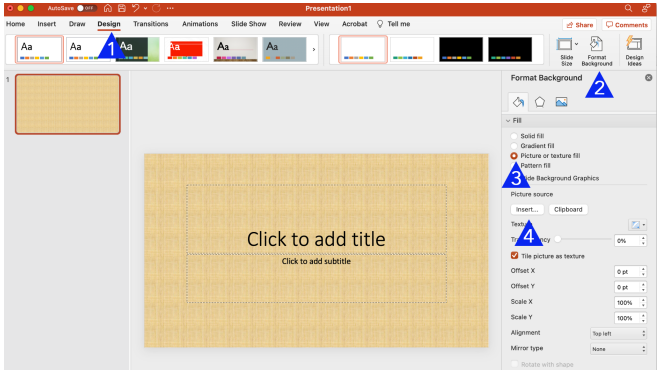 AutoSave OFF
Presentation1
Home Insert Draw Design Transitions Animations Slide Show Review View Acrobat Tell me
Share Comments
Aa Aa Aa Aa Aa Aa
Slide Size
Format Background
Design Ideas
1
2
3
4
1
Format Background
Fill
Solid fill
Gradient fill
Picture or texture fill
Pattern fill
Background Graphics
Picture source
Insert... Clipboard
0%
Tile picture as texture
Offset X 0 pt
Offset Y 0 pt
Scale X 100%
Scale Y 100%
Alignment Top left
Mirror type None
Rotate with shape
Click to add title
Click to add subtitle